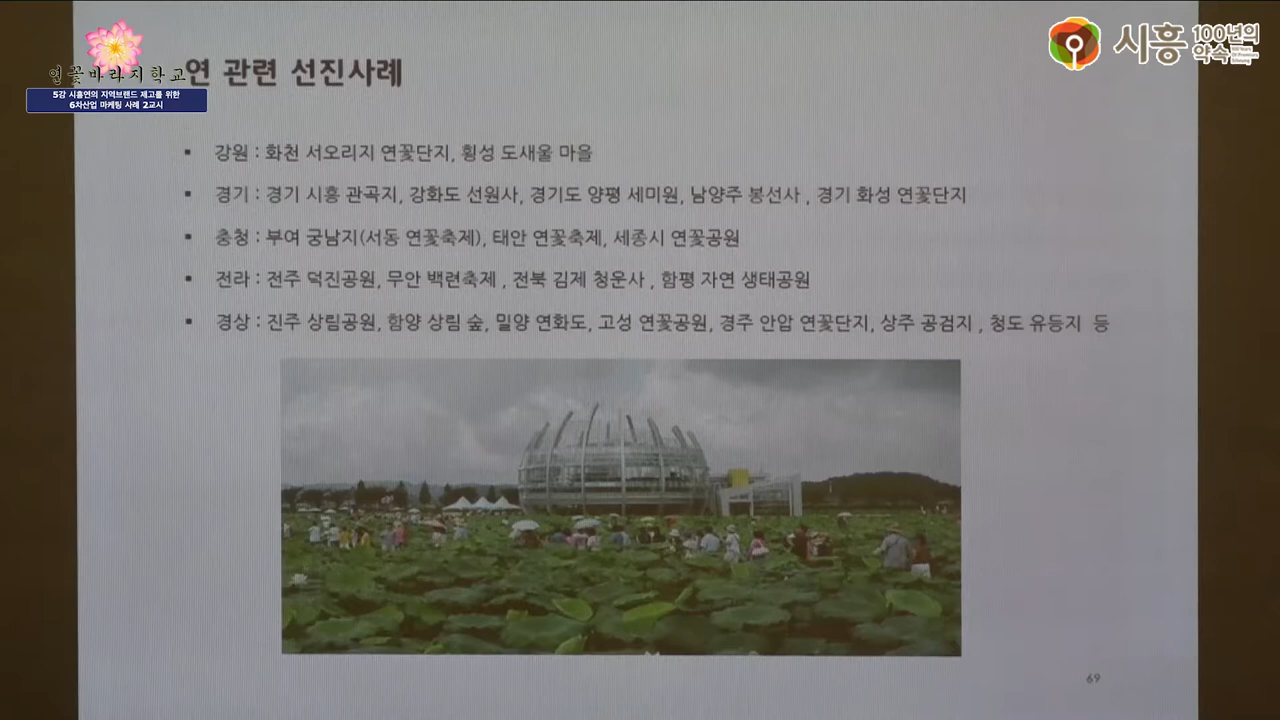 연꽃바라지학교
5강 시흥연의 지역브랜드 제고를 위한
6차산업 마케팅 사례 2교시
시흥 100년의 약속
연 관련 선진사례
▪ 강원 : 화천 서오리지 연꽃단지, 횡성 도새울 마을
▪ 경기 : 경기 시흥 관곡지, 강화도 선원사, 경기도 양평 세미원, 남양주 봉선사 , 경기 화성 연꽃단지
▪ 충청 : 부여 궁남지(서동 연꽃축제), 태안 연꽃축제, 세종시 연꽃공원
▪ 전라 : 전주 덕진공원, 무안 백련축제 , 전북 김제 청운사 , 함평 자연 생태공원
▪ 경상 : 진주 상림공원, 함양 상림 숲, 밀양 연화도, 고성 연꽃공원, 경주 안압 연꽃단지, 상주 공검지 , 청도 유등지 등
69